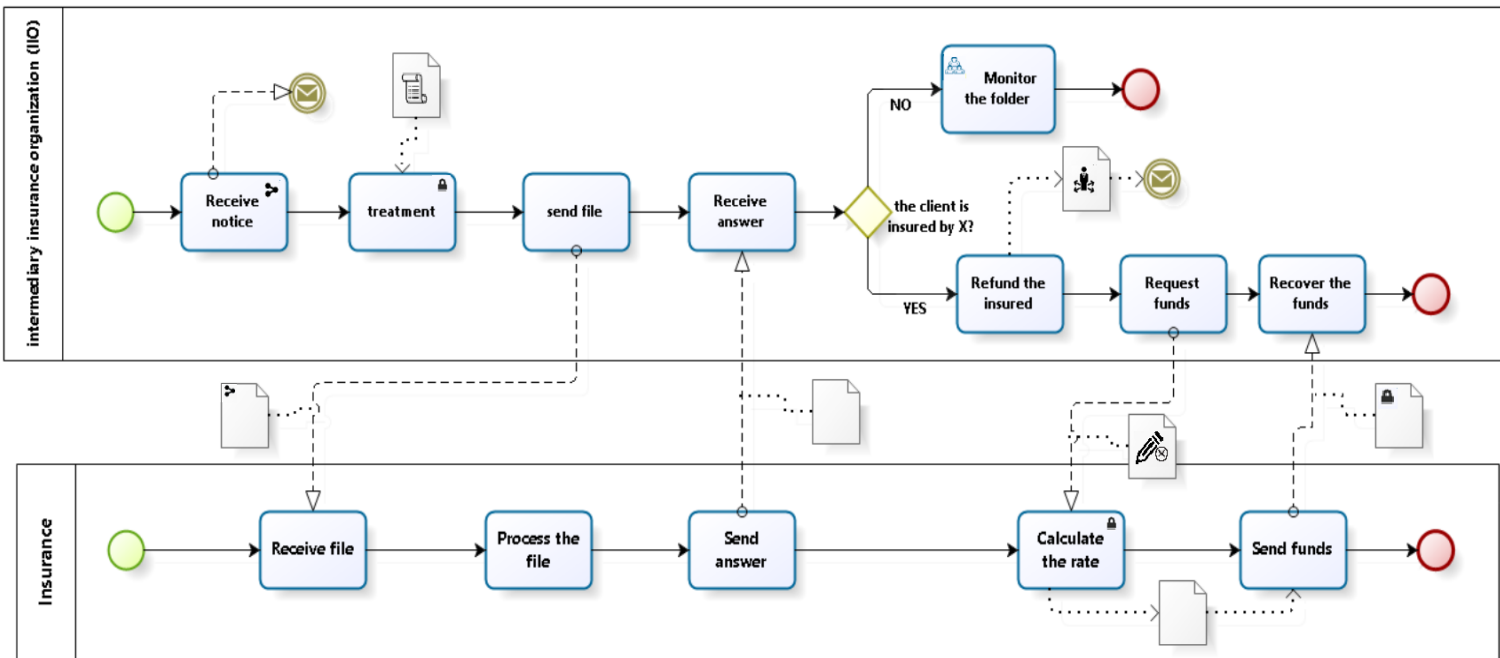 intermediary insurance organization (IIO)
Receive
notice
treatment
send file
Receive
answer
the client is
insured by X?
NO
Monitor
the folder
YES
Refund the
insured
Request
funds
Recover the
funds
Insurance
Receive file
Process the
file
Send
answer
Calculate
the rate
Send funds